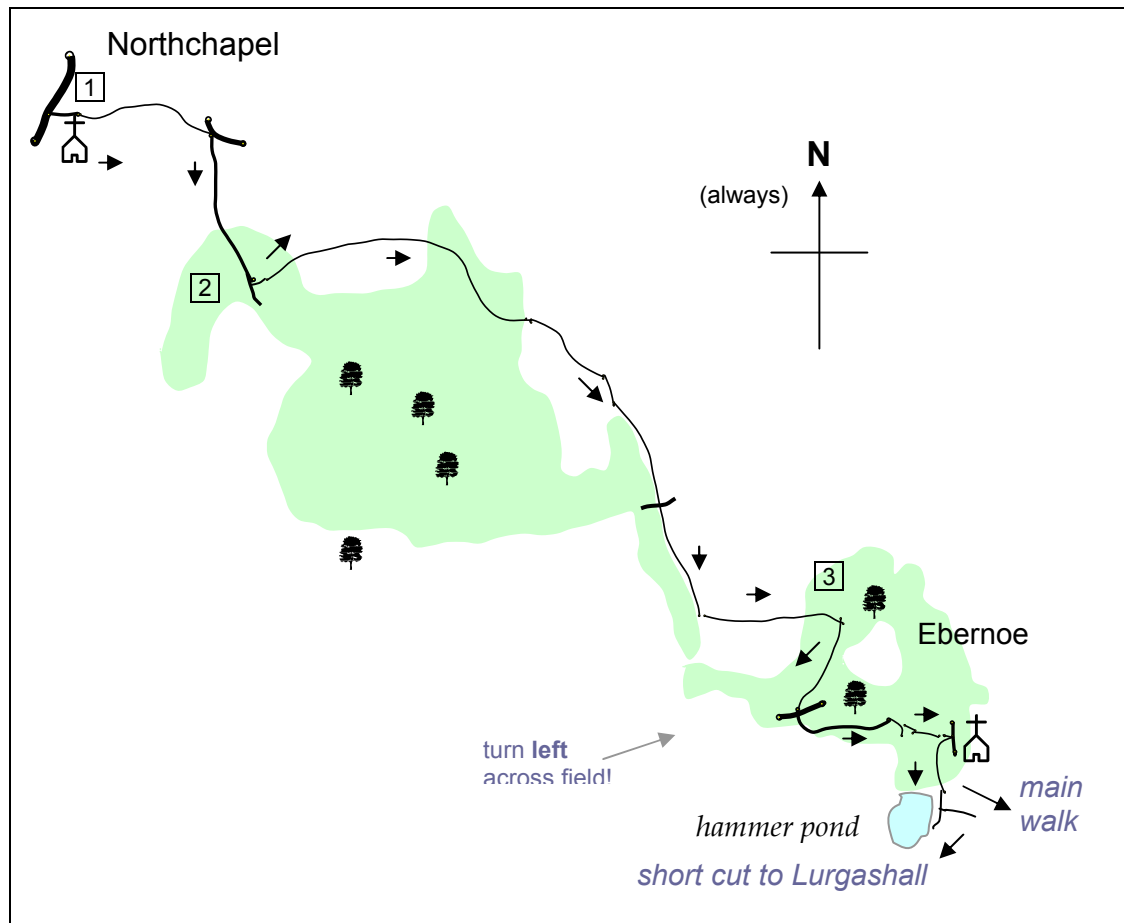 Northchapel
1
N
(always)
2
3
Ebernoe
turn left
across field!
main
walk
hammer pond
short cut to Lurgashall